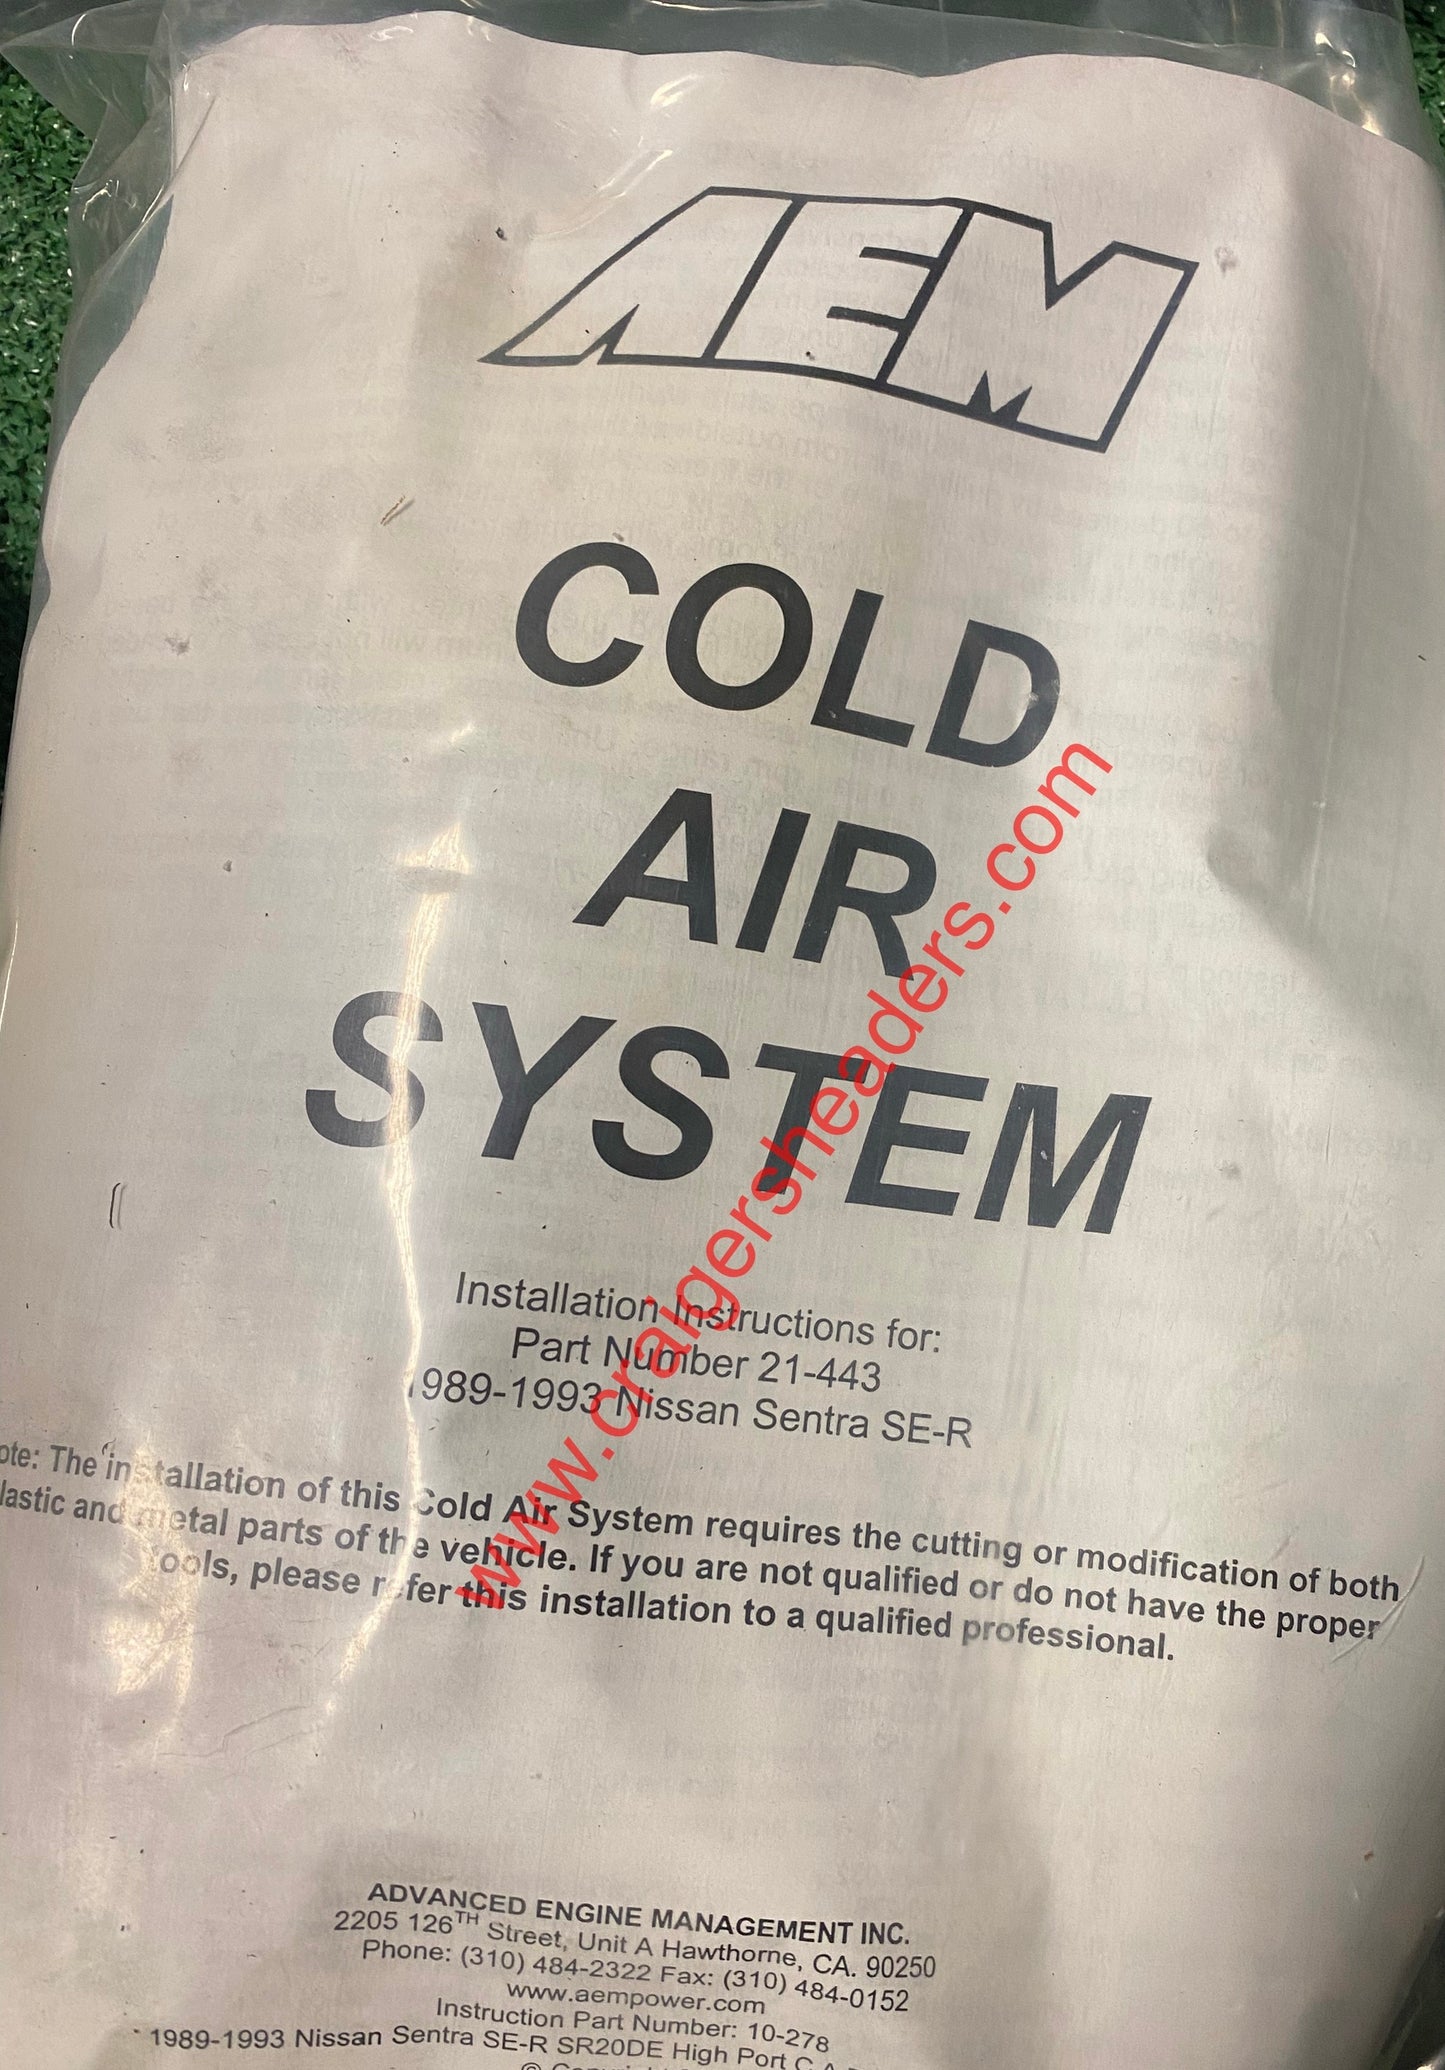 AEM
COLD
AIR
SYSTEM
Installation Instructions for:
Part Number 21-443
1989-1993 Nissan Sentra SE-R
The installation of this Cold Air System requires the cutting or modification of both
and metal parts of the vehicle. If you are not qualified or do not have the proper
tools, please refer this installation to a qualified professional.
www.craigersheaders.com
ADVANCED ENGINE MANAGEMENT INC.
2205 126TH Street, Unit A Hawthorne, CA. 90250
Phone: (310) 484-2322 Fax: (310) 484-0152
www.aempower.com
Instruction Part Number: 10-278
1989-1993 Nissan Sentra SE-R SR20DE High Port C.A.
©